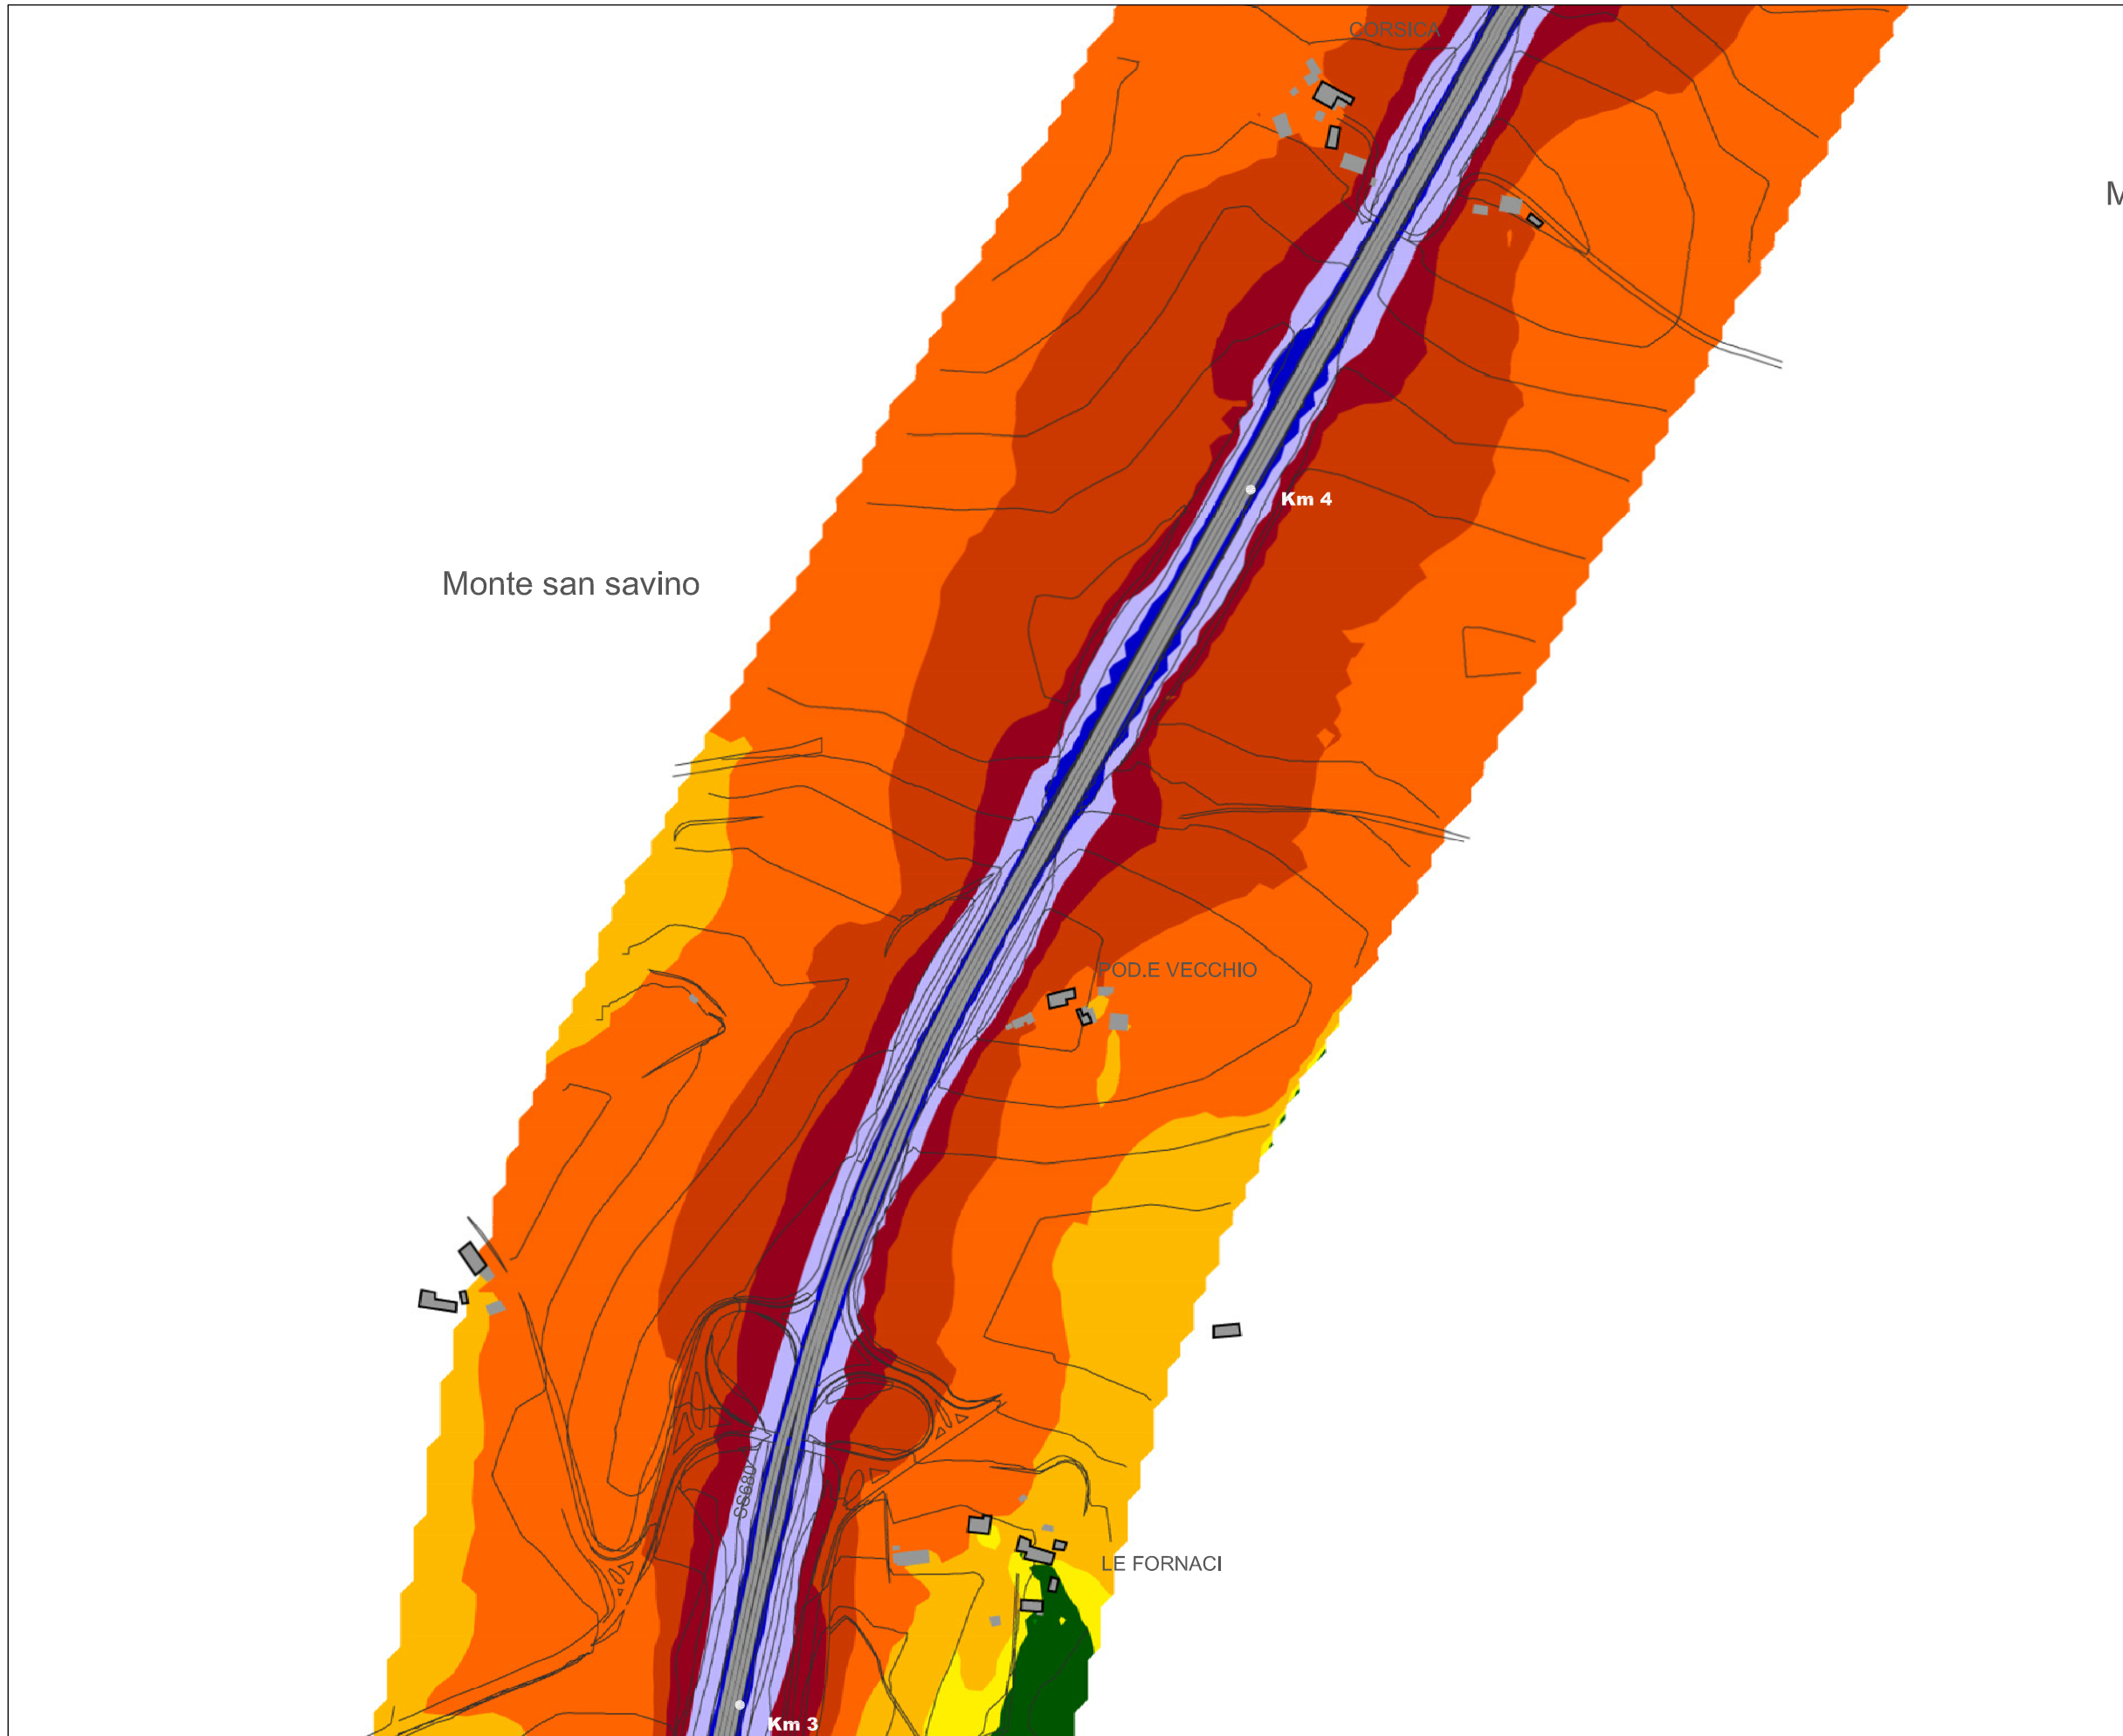 CORSICA
M
Km 4
Monte san savino
POD.E VECCHIO
SS680
LE FORNACI
Km 3